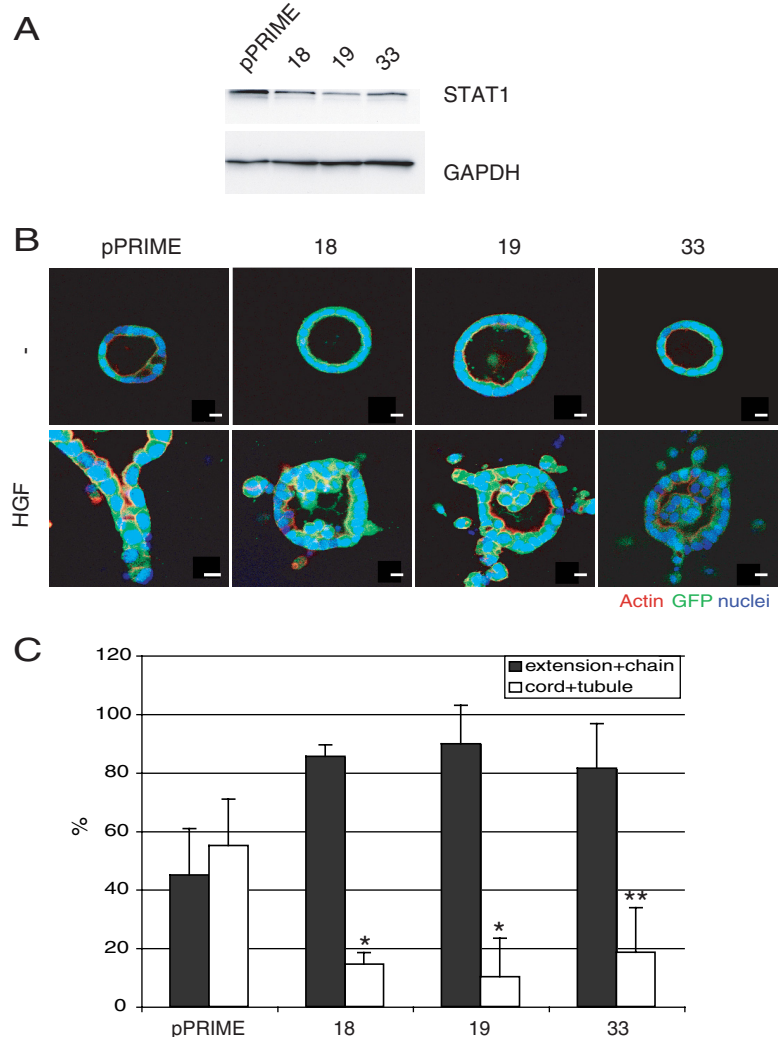 A
pPRIME 18 19 33
STAT1
GAPDH
B
pPRIME 18 19 33
-
HGF
Actin GFP nuclei
C
120
100
80
60
40
20
0
%
extension+chain
cord+tubule
*
*
**
pPRIME 18 19 33